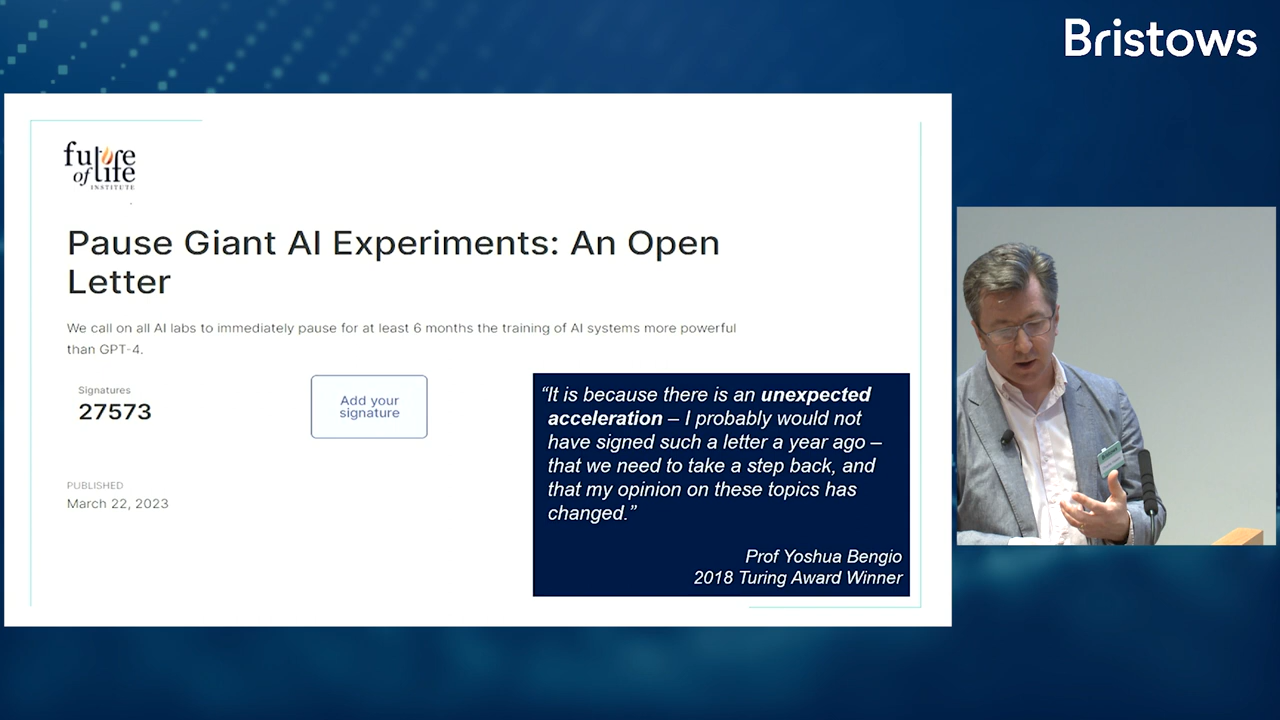 Bristows
future
of life
INSTITUTE
Pause Giant AI Experiments: An Open
Letter
We call on all AI labs to immediately pause for at least 6 months the training of AI systems more powerful
than GPT-4.
Signatures
27573
Add your
signature
PUBLISHED
March 22, 2023
“It is because there is an unexpected
acceleration – I probably would not
have signed such a letter a year ago –
that we need to take a step back, and
that my opinion on these topics has
changed.”
Prof Yoshua Bengio
2018 Turing Award Winner